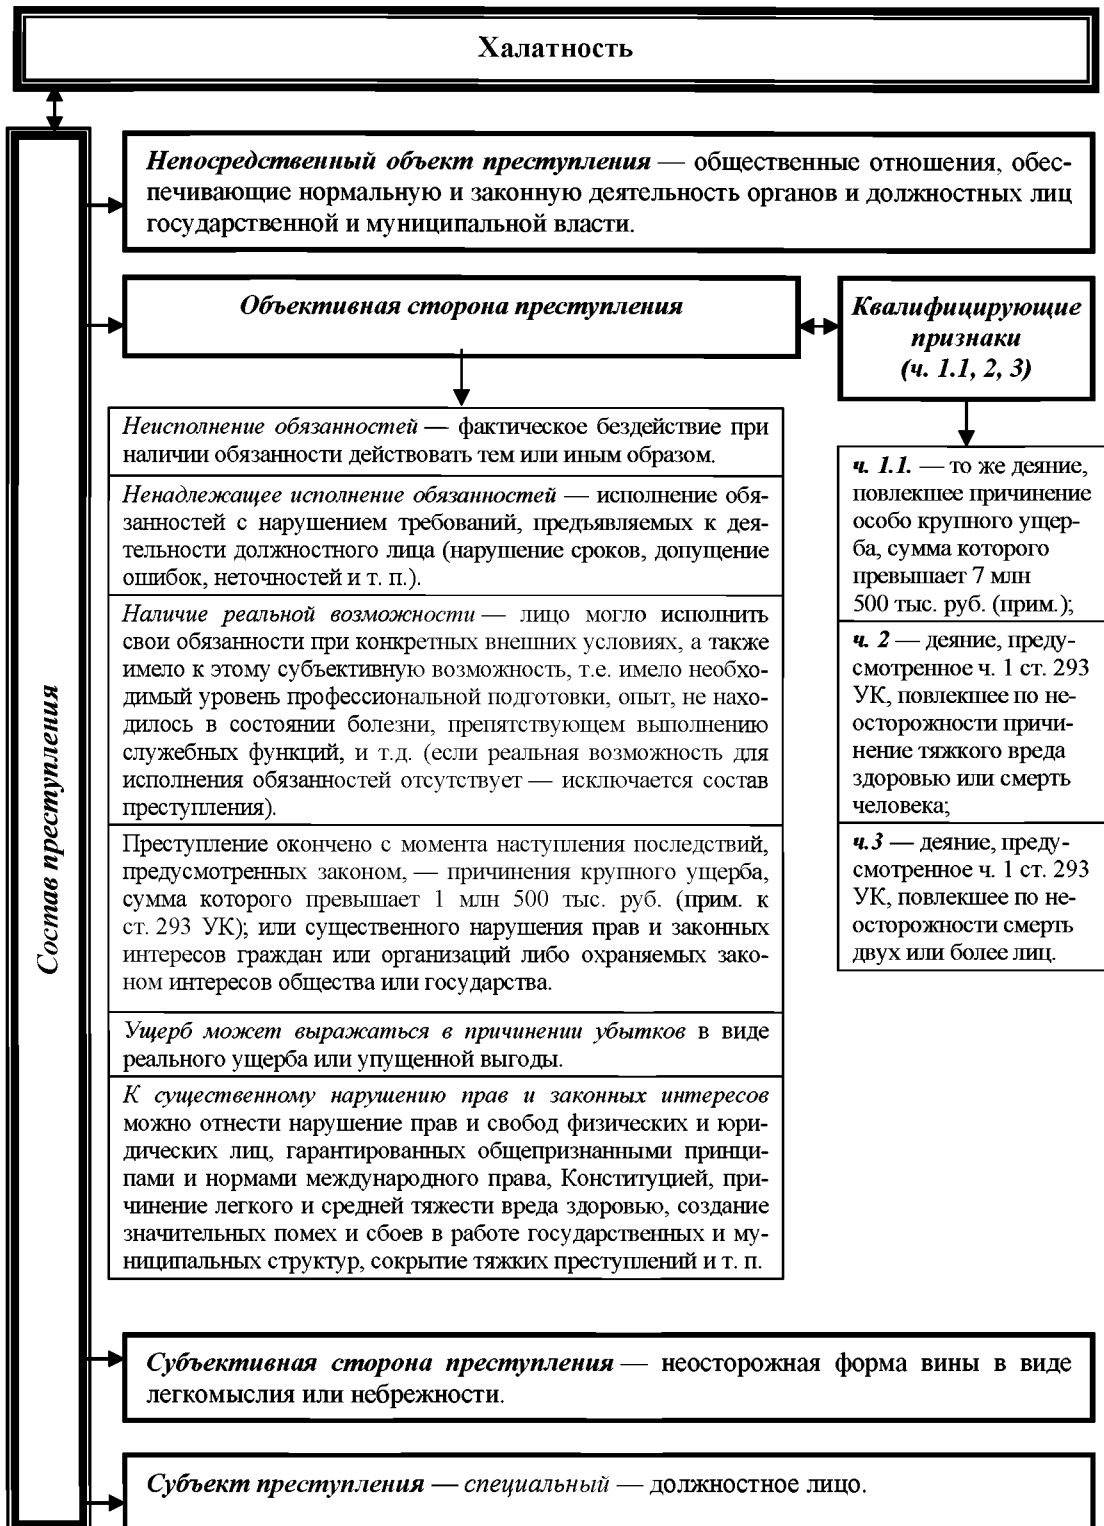 Халатность
Состав преступления
Непосредственный объект преступления — общественные отношения, обес-
печивающие нормальную и законную деятельность органов и должностных лиц
государственной и муниципальной власти.
Объективная сторона преступления
Неисполнение обязанностей — фактическое бездействие при
наличии обязанности действовать тем или иным образом.
Ненадлежащее исполнение обязанностей — исполнение обя-
занностей с нарушением требований, предъявляемых к дея-
тельности должностного лица (нарушение сроков, допущение
ошибок, неточностей и т. п.).
Наличие реальной возможности — лицо могло исполнить
свои обязанности при конкретных внешних условиях, а также
имело к этому субъективную возможность, т.е. имело необхо-
димый уровень профессиональной подготовки, опыт, не нахо-
дилось в состоянии болезни, препятствующем выполнению
служебных функций, и т.д. (если реальная возможность для
исполнения обязанностей отсутствует — исключается состав
преступления).
Преступление окончено с момента наступления последствий,
предусмотренных законом, — причинения крупного ущерба,
сумма которого превышает 1 млн 500 тыс. руб. (прим. к
ст. 293 УК); или существенного нарушения прав и законных
интересов граждан или организаций либо охраняемых зако-
ном интересов общества или государства.
Ущерб может выражаться в причинении убытков в виде
реального ущерба или упущенной выгоды.
К существенному нарушению прав и законных интересов
можно отнести нарушение прав и свобод физических и юри-
дических лиц, гарантированных общепризнанными принци-
пами и нормами международного права, Конституцией, при-
чинение легкого и средней тяжести вреда здоровью, создание
значительных помех и сбоев в работе государственных и му-
ниципальных структур, сокрытие тяжких преступлений и т. п.
Квалифицирующие
признаки
(ч. 1.1, 2, 3)
ч. 1.1. — то же деяние,
повлекшее причинение
особо крупного ущер-
ба, сумма которого
превышает 7 млн
500 тыс. руб. (прим.);
ч. 2 — деяние, преду-
смотренное ч. 1 ст. 293
УК, повлекшее по не-
осторожности причи-
нение тяжкого вреда
здоровью или смерть
человека;
ч.3 — деяние, преду-
смотренное ч. 1 ст. 293
УК, повлекшее по не-
осторожности смерть
двух или более лиц.
Субъективная сторона преступления — неосторожная форма вины в виде
легкомыслия или небрежности.
Субъект преступления — специальный — должностное лицо.